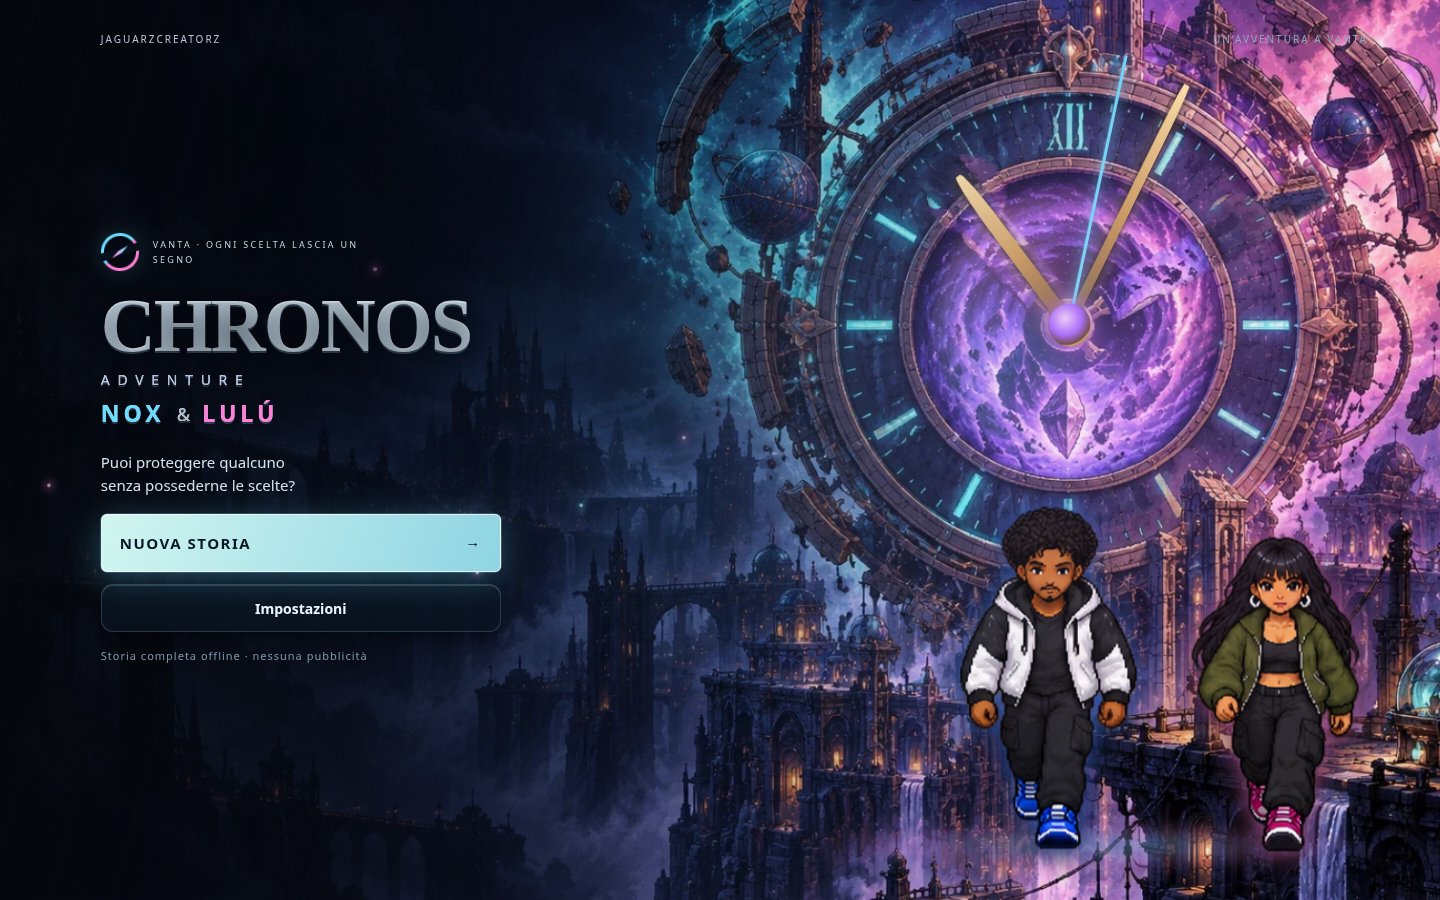 JAGUARZCREATORZ
UN'AVVENTURA A VANTA
XII
VANTA · OGNI SCELTA LASCIA UN
SEGNO
CHRONOS
ADVENTURE
NOX & LULÚ
Puoi proteggere qualcuno
senza possederne le scelte?
NUOVA STORIA →
Impostazioni
Storia completa offline · nessuna pubblicità